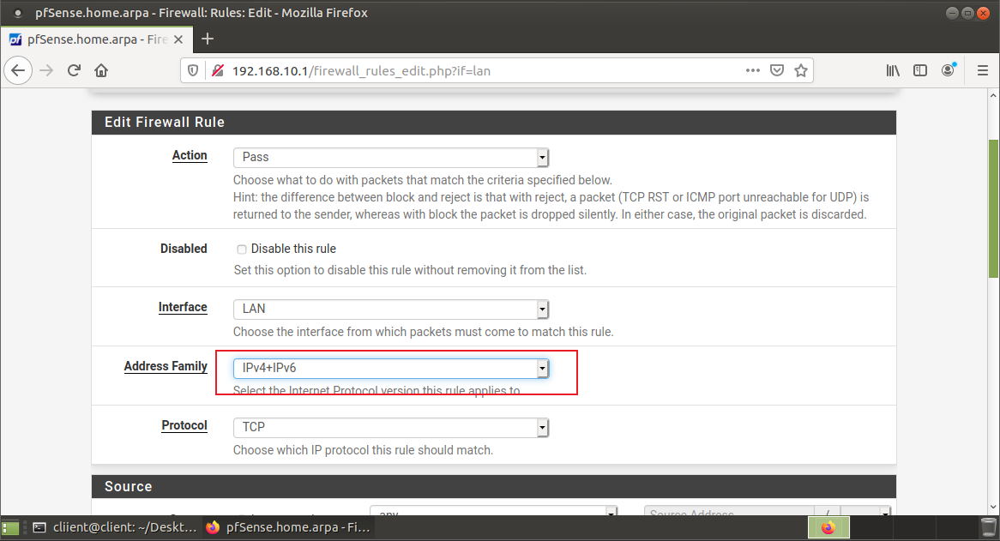 pfSense.home.arpa - Firewall: Rules: Edit - Mozilla Firefox
pfSense.home.arpa - Fire
192.168.10.1/firewall_rules_edit.php?if=lan
Edit Firewall Rule
Action
Pass
Choose what to do with packets that match the criteria specified below.
Hint: the difference between block and reject is that with reject, a packet (TCP RST or ICMP port unreachable for UDP) is
returned to the sender, whereas with block the packet is dropped silently. In either case, the original packet is discarded.
Disabled
Disable this rule
Set this option to disable this rule without removing it from the list.
Interface
LAN
Choose the interface from which packets must come to match this rule.
Address Family
IPv4+IPv6
Select the Internet Protocol version this rule applies to.
Protocol
TCP
Choose which IP protocol this rule should match.
Source
any
Source Address
/
cliient@client: ~/Deskt...
pfSense.home.arpa - Fi...